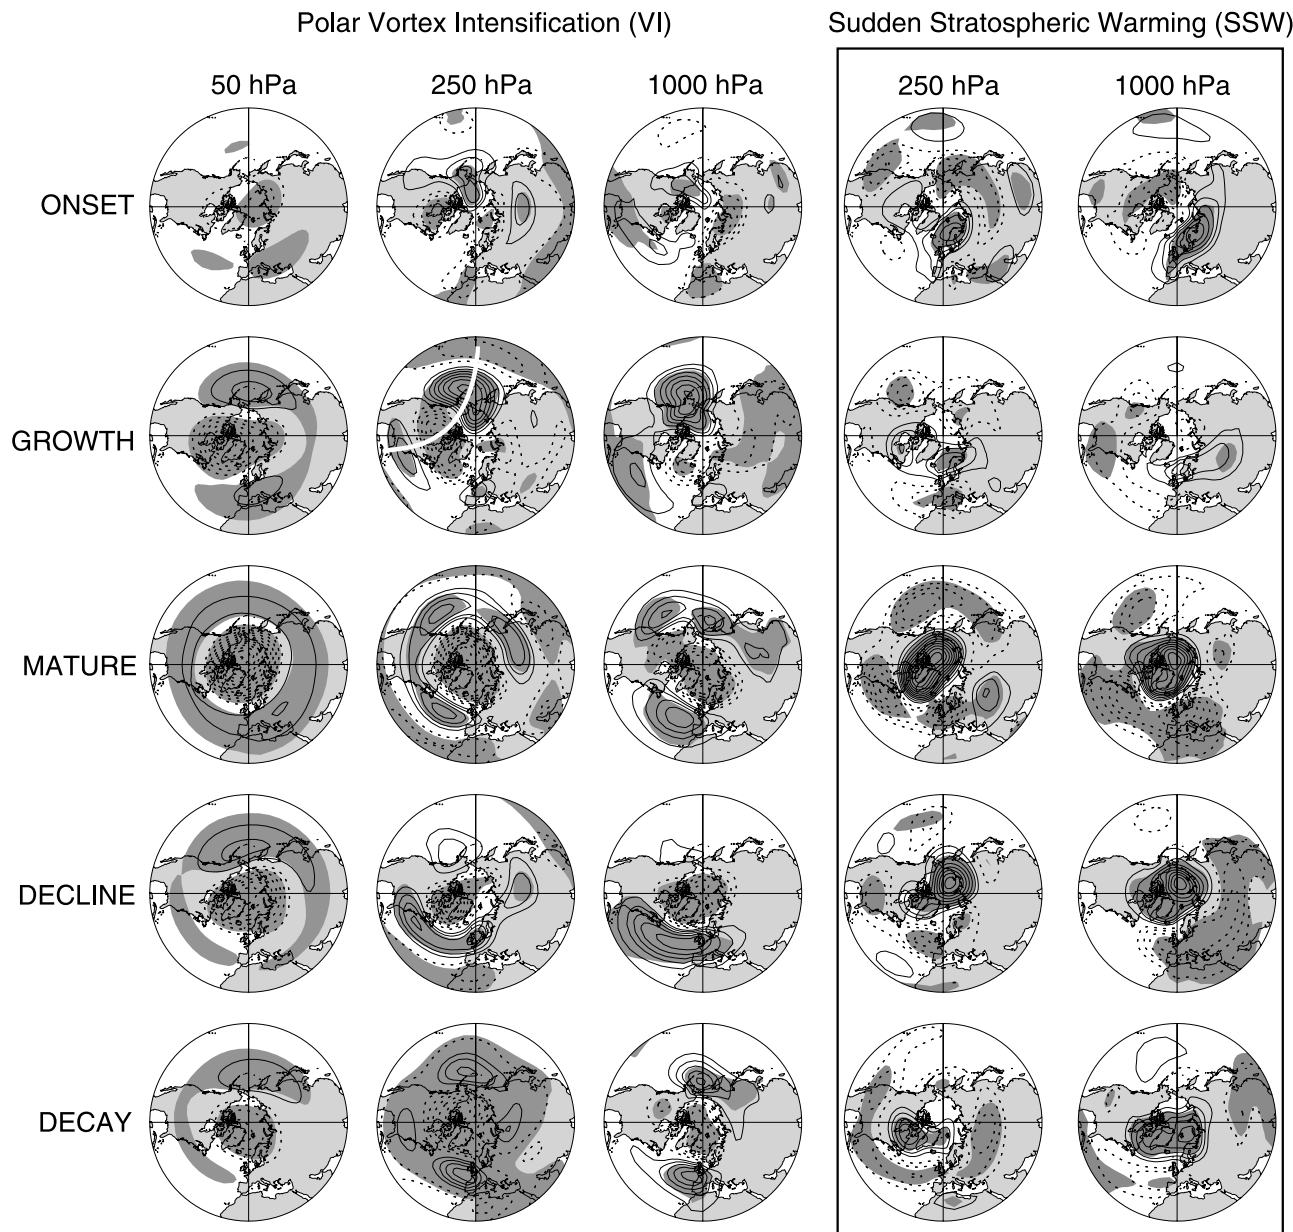 Polar Vortex Intensification (VI) Sudden Stratospheric Warming (SSW)
50 hPa 250 hPa 1000 hPa 250 hPa 1000 hPa
ONSET
GROWTH
MATURE
DECLINE
DECAY